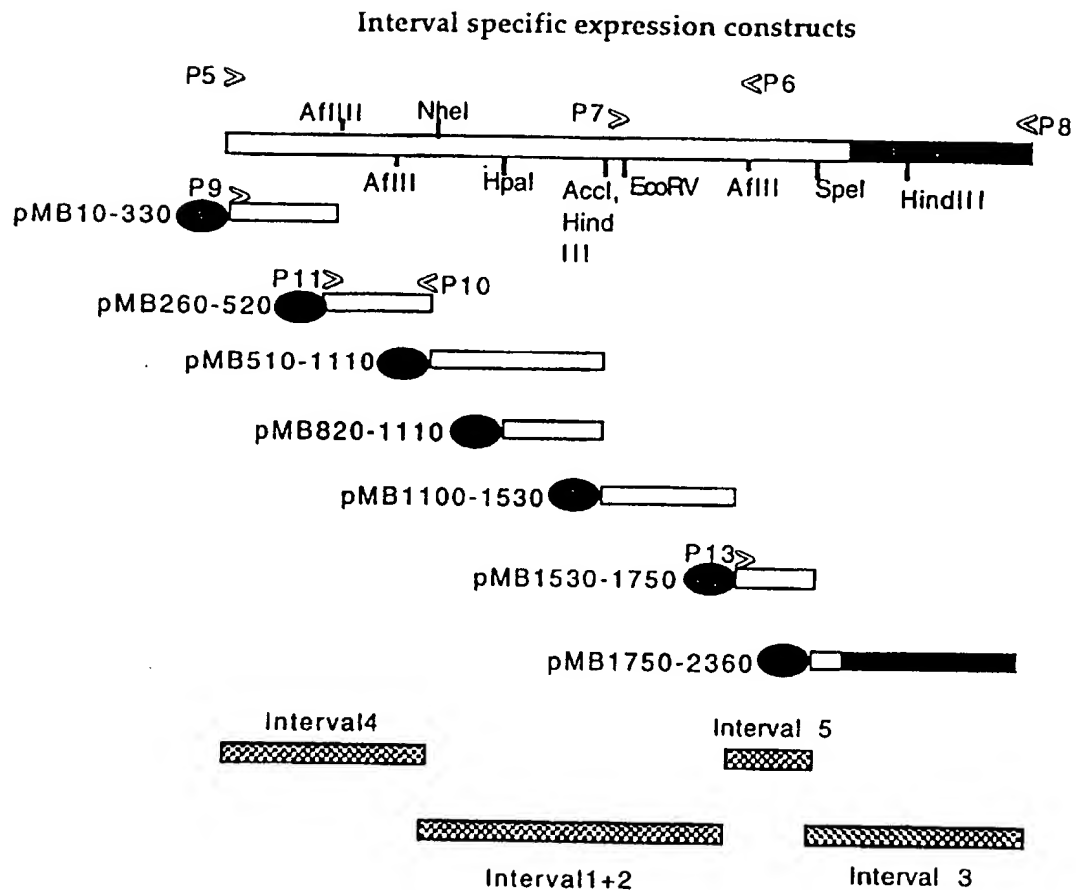 Interval specific expression constructs
P5
P6
AflIII
NheI
P7
P8
AflII
HpaI
AccI,
Hind
III
EcoRV
AflII
SpeI
HindIII
P9
pMB10-330
P11
P10
pMB260-520
pMB510-1110
pMB820-1110
pMB1100-1530
P13
pMB1530-1750
pMB1750-2360
Interval4
Interval 5
Interval1+2
Interval 3